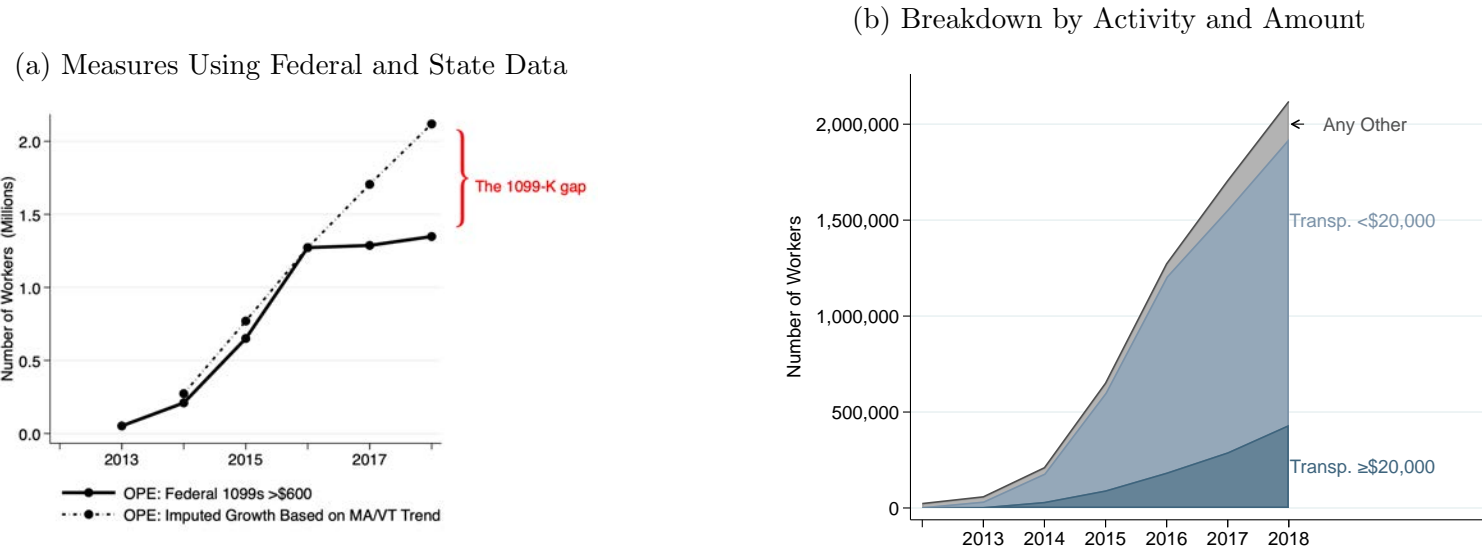 (a) Measures Using Federal and State Data
Number of Workers (Millions)
2.0
1.5
1.0
0.5
0.0
2013 2015 2017
The 1099-K gap
OPE: Federal 1099s >$600
OPE: Imputed Growth Based on MA/VT Trend
(b) Breakdown by Activity and Amount
Number of Workers
2,000,000
1,500,000
1,000,000
500,000
0
2013 2014 2015 2016 2017 2018
Any Other
Transp. <$20,000
Transp. ≥$20,000